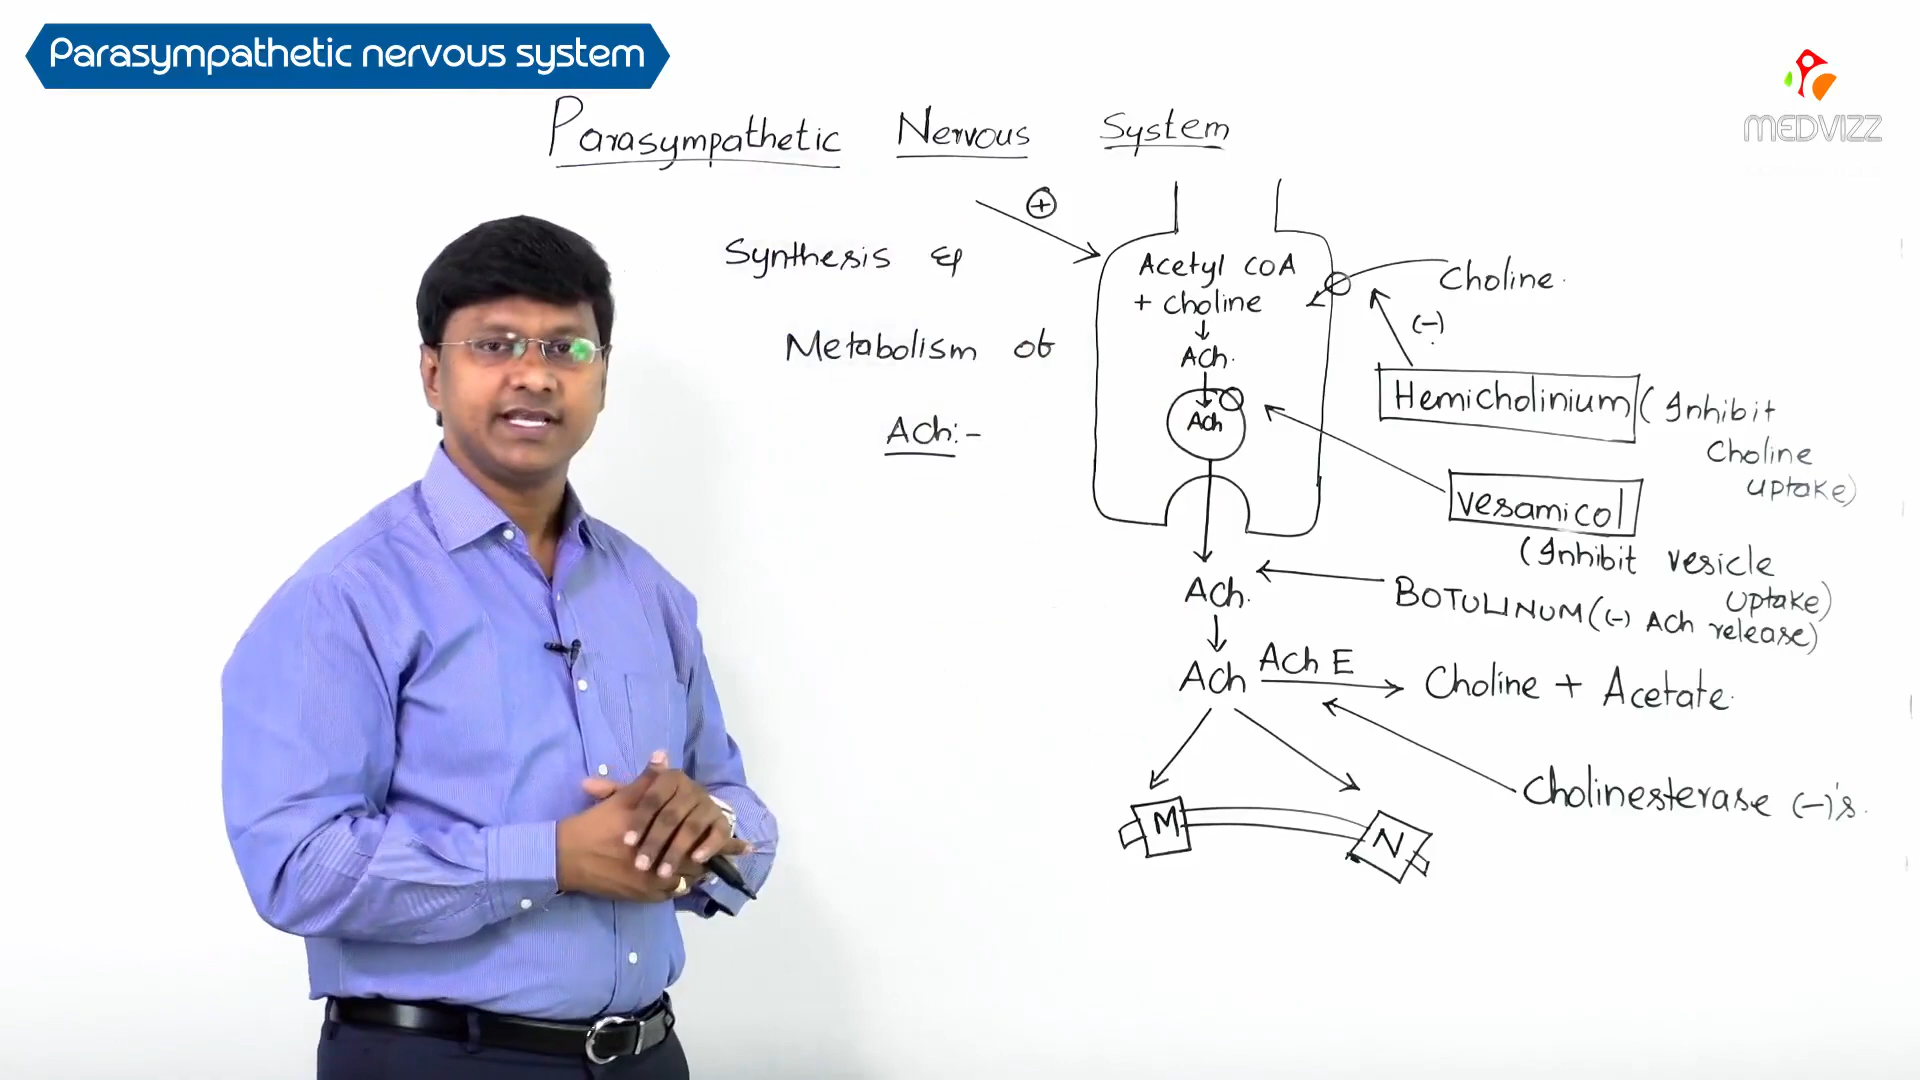 Parasympathetic nervous system
MEDVIZZ
Parasympathetic Nervous System
Synthesis &
Metabolism of
Ach:-
(+)
Acetyl COA
+ choline
Ach.
Ach
Choline.
(-)
Hemicholinium (Inhibit
Choline
uptake)
Vesamicol
(Inhibit vesicle
uptake)
Ach.
BOTULINUM (-) Ach release)
Ach
Ach E
Choline + Acetate.
Cholinesterase (-)'s.
M
N